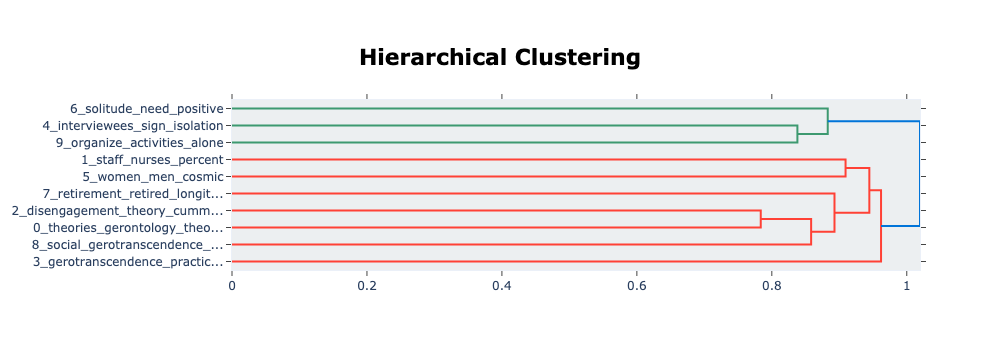 Hierarchical Clustering
6_solitude_need_positive
4_interviewees_sign_isolation
9_organize_activities_alone
1_staff_nurses_percent
5_women_men_cosmic
7_retirement_retired_longit...
2_disengagement_theory_cumm...
0_theories_gerontology_theo...
8_social_gerotranscendence_...
3_gerotranscendence_practic...
0 0.2 0.4 0.6 0.8 1